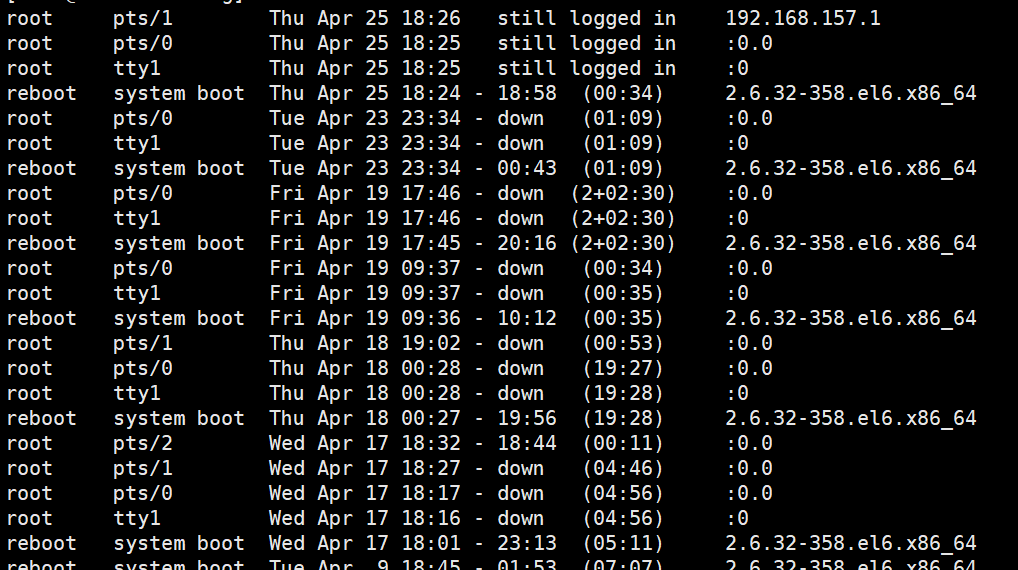 root     pts/1        Thu Apr 25 18:26   still logged in    192.168.157.1
root     pts/0        Thu Apr 25 18:25   still logged in    :0.0
root     tty1         Thu Apr 25 18:25   still logged in    :0
reboot   system boot  Thu Apr 25 18:24 - 18:58  (00:34)     2.6.32-358.el6.x86_64
root     pts/0        Tue Apr 23 23:34 - down   (01:09)     :0.0
root     tty1         Tue Apr 23 23:34 - down   (01:09)     :0
reboot   system boot  Tue Apr 23 23:34 - 00:43  (01:09)     2.6.32-358.el6.x86_64
root     pts/0        Fri Apr 19 17:46 - down  (2+02:30)    :0.0
root     tty1         Fri Apr 19 17:46 - down  (2+02:30)    :0
reboot   system boot  Fri Apr 19 17:45 - 20:16 (2+02:30)    2.6.32-358.el6.x86_64
root     pts/0        Fri Apr 19 09:37 - down   (00:34)     :0.0
root     tty1         Fri Apr 19 09:37 - down   (00:35)     :0
reboot   system boot  Fri Apr 19 09:36 - 10:12  (00:35)     2.6.32-358.el6.x86_64
root     pts/1        Thu Apr 18 19:02 - down   (00:53)     :0.0
root     pts/0        Thu Apr 18 00:28 - down   (19:27)     :0.0
root     tty1         Thu Apr 18 00:28 - down   (19:28)     :0
reboot   system boot  Thu Apr 18 00:27 - 19:56  (19:28)     2.6.32-358.el6.x86_64
root     pts/2        Wed Apr 17 18:32 - 18:44  (00:11)     :0.0
root     pts/1        Wed Apr 17 18:27 - down   (04:46)     :0.0
root     pts/0        Wed Apr 17 18:17 - down   (04:56)     :0.0
root     tty1         Wed Apr 17 18:16 - down   (04:56)     :0
reboot   system boot  Wed Apr 17 18:01 - 23:13  (05:11)     2.6.32-358.el6.x86_64
reboot   system boot  Tue Apr  9 18:45 - 01:53  (07:07)     2.6.32-358.el6.x86_64